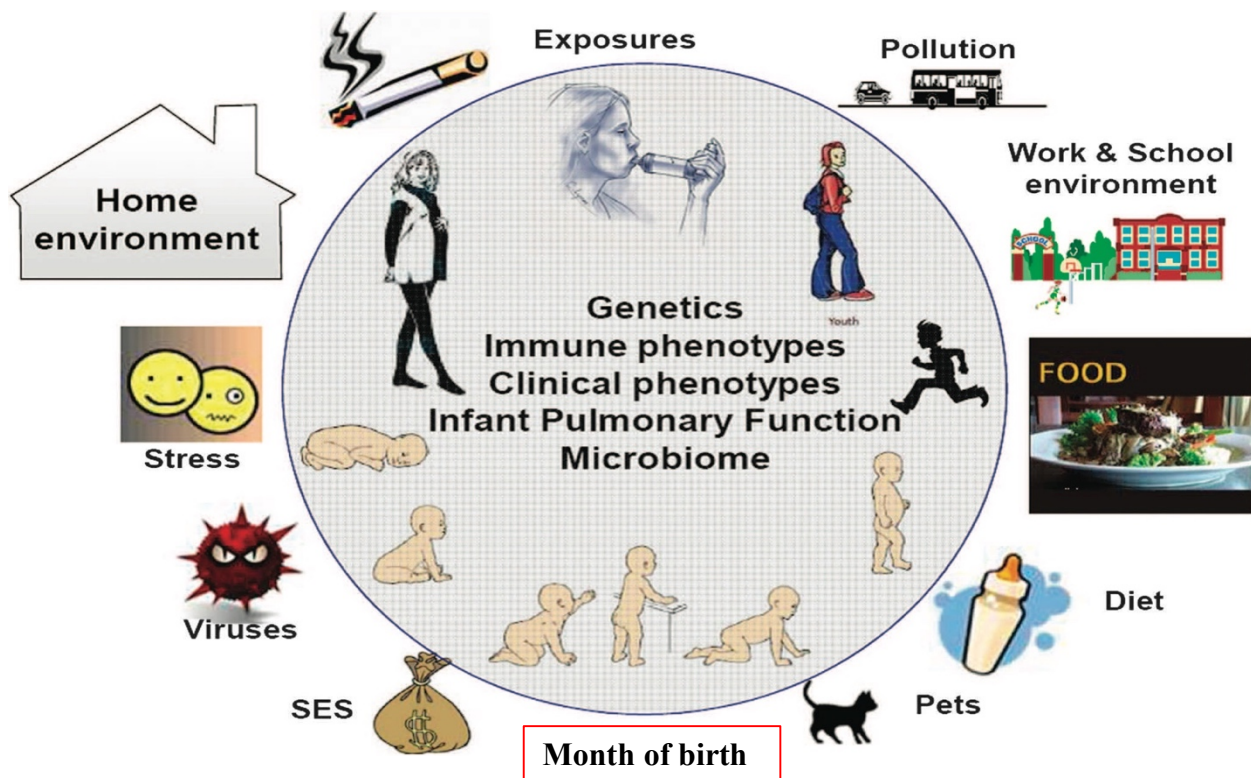 Exposures
Pollution
Work & School
environment
SCHOOL
Home
environment
Youth
Genetics
Immune phenotypes
Clinical phenotypes
Infant Pulmonary Function
Microbiome
FOOD
Stress
Viruses
Diet
SES
$
Pets
Month of birth